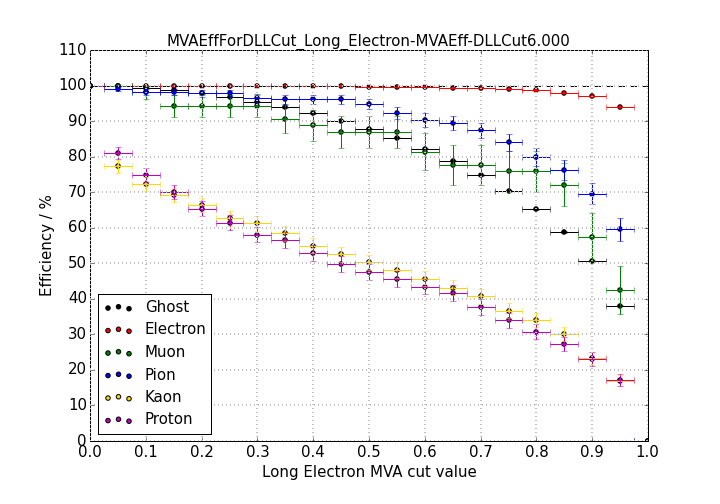 MVAEffForDLLCut_Long_Electron-MVAEff-DLLCut6.000
110
100
90
80
70
60
50
40
30
20
10
0
Efficiency / %
Ghost
Electron
Muon
Pion
Kaon
Proton
0.0 0.1 0.2 0.3 0.4 0.5 0.6 0.7 0.8 0.9 1.0
Long Electron MVA cut value